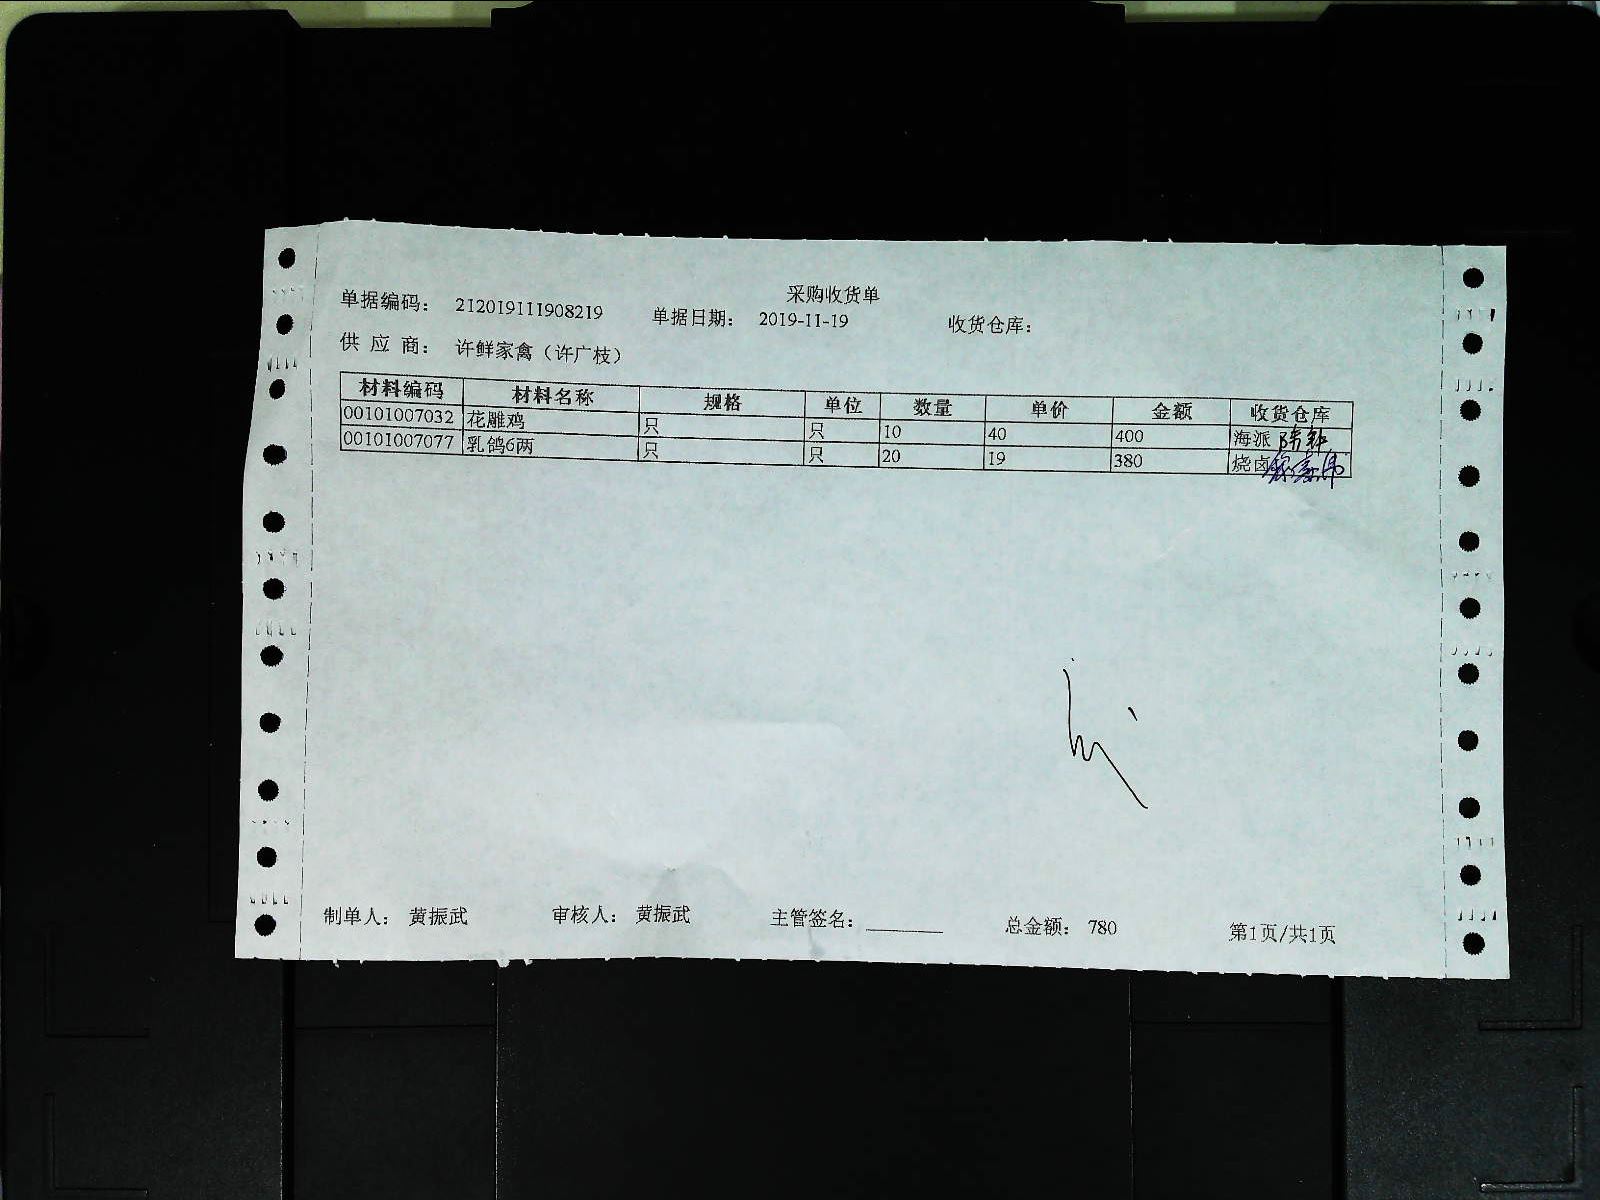 采购收货单
单据编码： 212019111908219 单据日期： 2019-11-19 收货仓库：
供 应 商： 许鲜家禽（许广枝）
材料编码 材料名称 规格 单位 数量 单价 金额 收货仓库
00101007032 花雕鸡 只 只 10 40 400 海派
00101007077 乳鸽6两 只 只 20 19 380 烧卤
制单人： 黄振武 审核人： 黄振武 主管签名： 总金额： 780 第1页/共1页